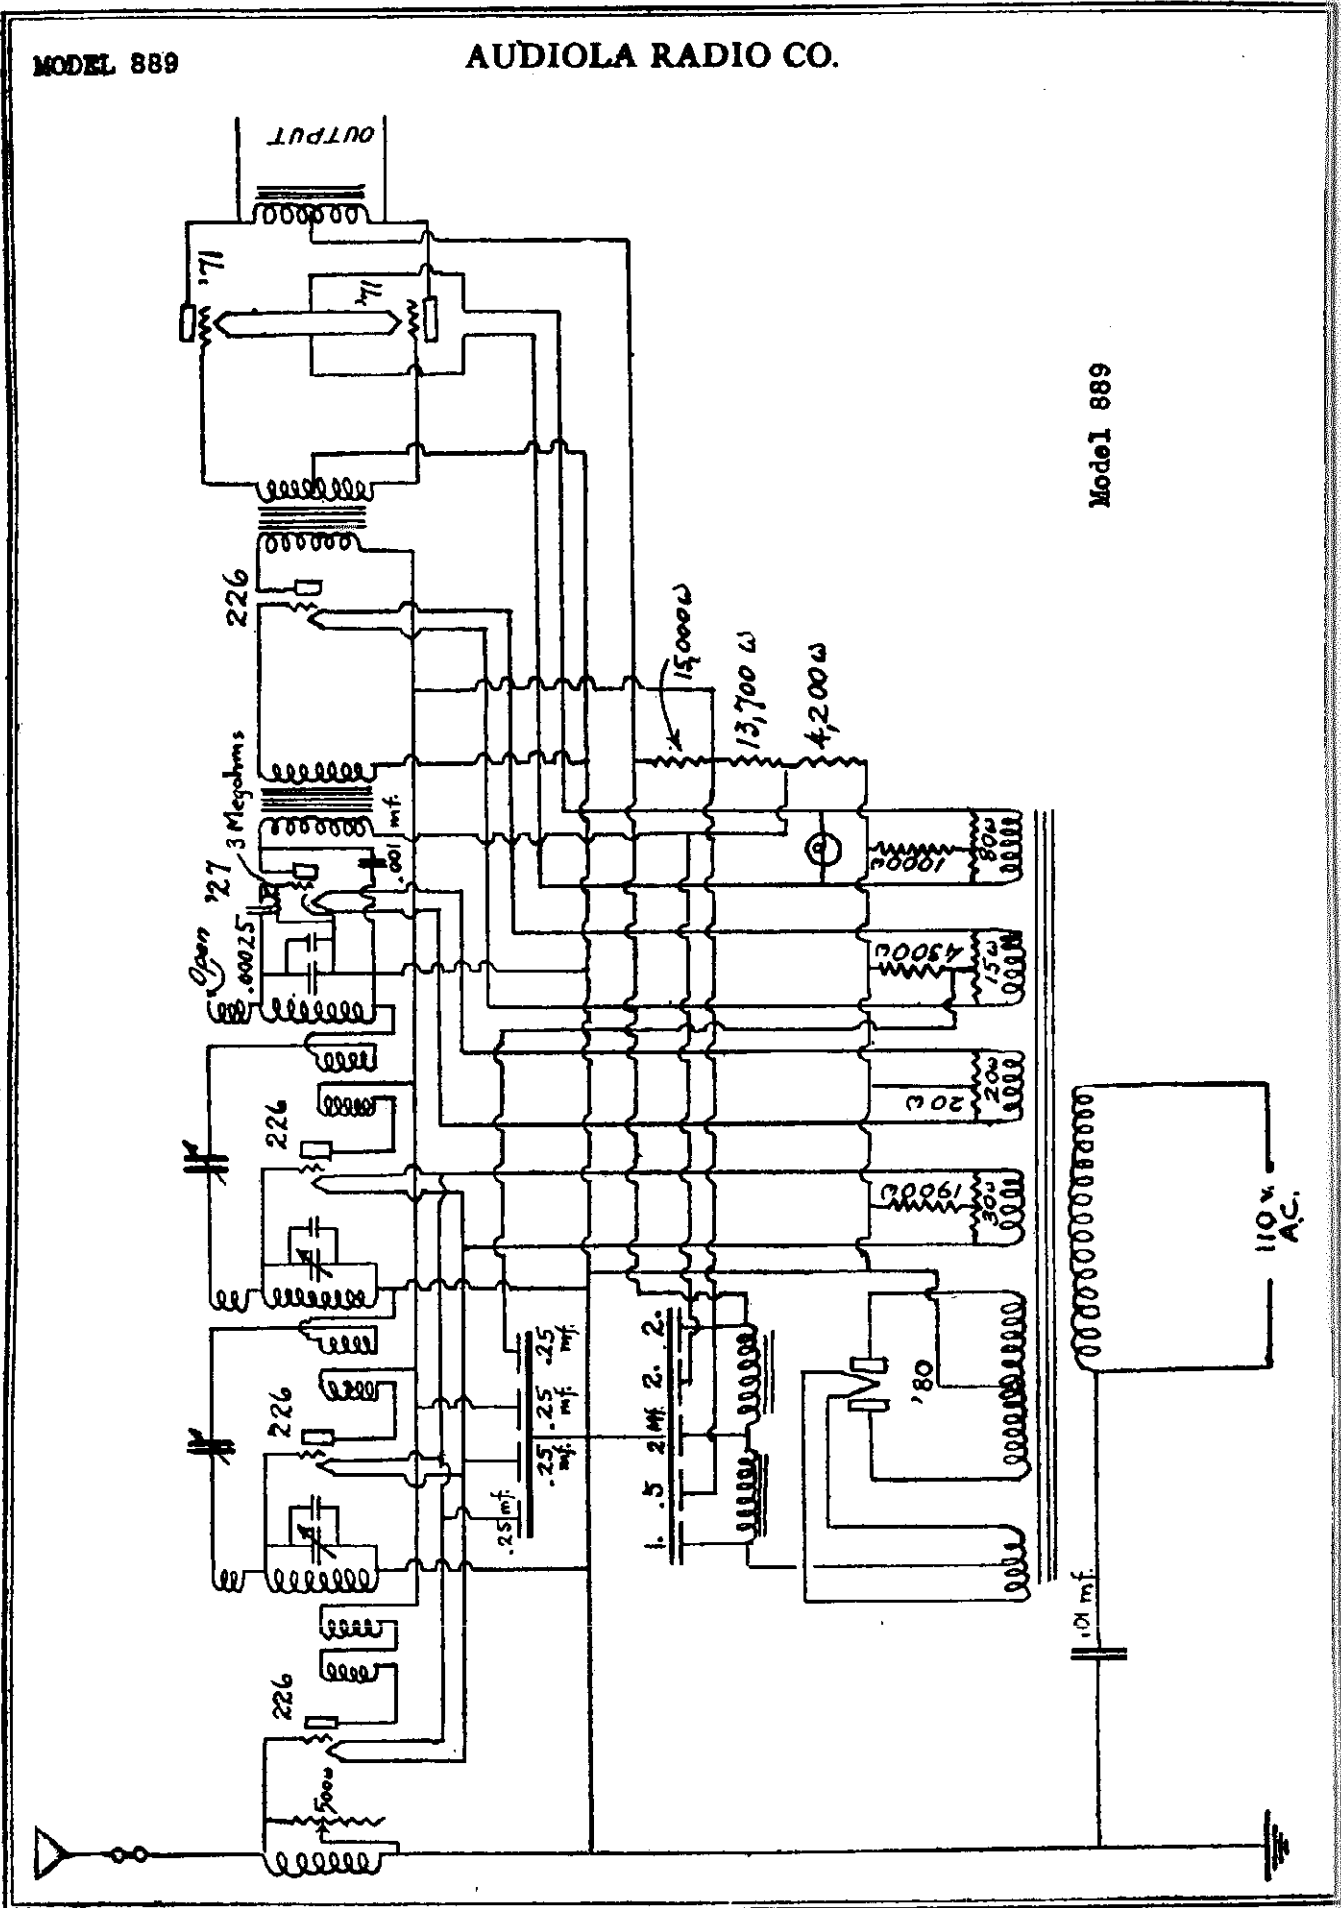 MODEL 889
AUDIOLA RADIO CO.
OUTPUT
'71
'71
226
3 Megohms
'27
Open
.00025
.001 mf.
226
226
226
500ω
15,000ω
13,700 ω
4,200ω
1000ω
80ω
4300ω
15ω
20ω
20ω
1900ω
30ω
.25 mf.
.25 mf.
.25 mf.
.25 mf.
1.
.5
2 Mf.
2.
2.
'80
110 v. A.C.
.01 mf.
Model 889